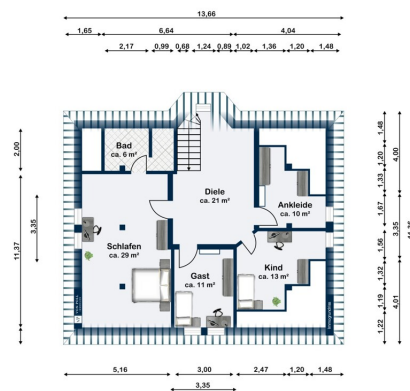 13,66
1,65 6,64 4,04
2,17 0,99 0,68 1,24 0,89 1,02 1,36 1,20 1,48
Bad
ca. 6 m²
Diele
ca. 21 m²
Ankleide
ca. 10 m²
Schlafen
ca. 29 m²
Gast
ca. 11 m²
Kind
ca. 13 m²
2,00
11,37
3,35
1,48
1,20
1,33
1,67
1,56
1,32
1,19
1,22
4,00
3,35
4,01
5,16 3,00 2,47 1,20 1,48
3,35